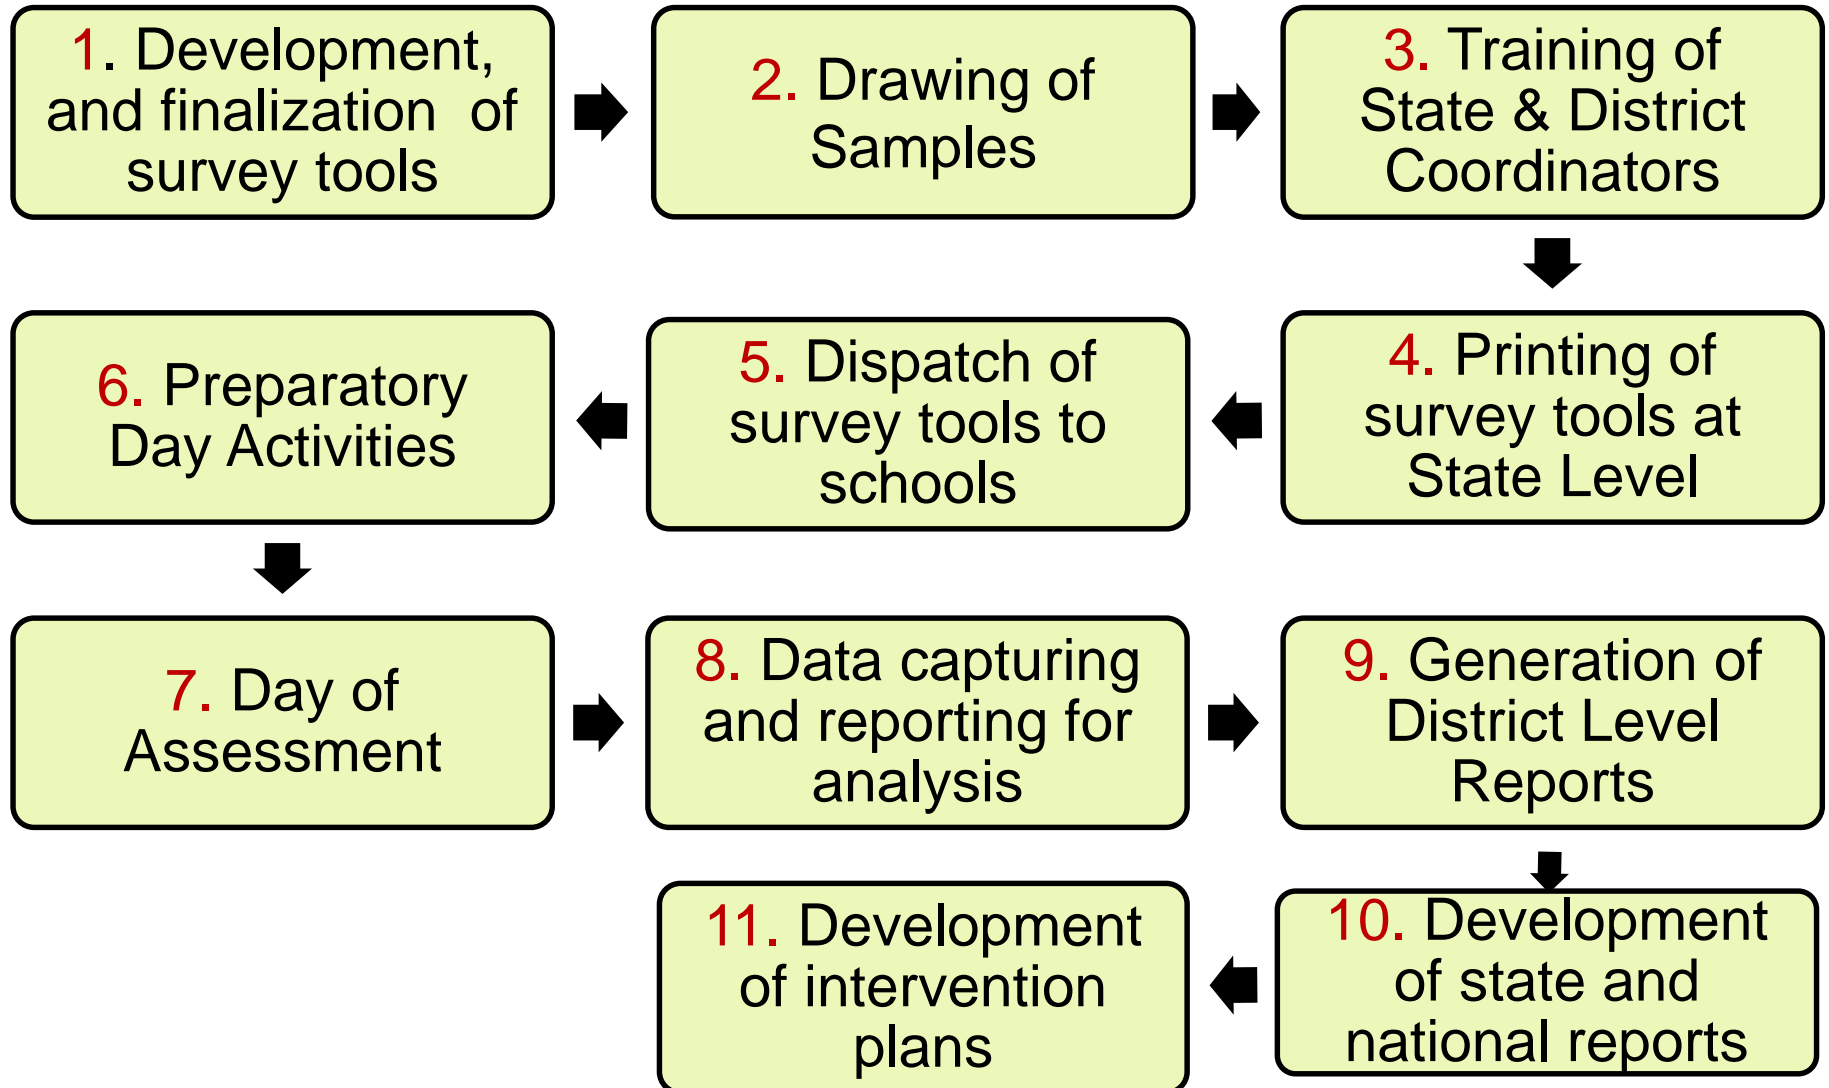 1. Development,
and finalization  of
survey tools
2. Drawing of
Samples
3. Training of
State & District
Coordinators
4. Printing of
survey tools at
State Level
5. Dispatch of
survey tools to
schools
6. Preparatory
Day Activities
7. Day of
Assessment
8. Data capturing
and reporting for
analysis
9. Generation of
District Level
Reports
10. Development
of state and
national reports
11. Development
of intervention
plans